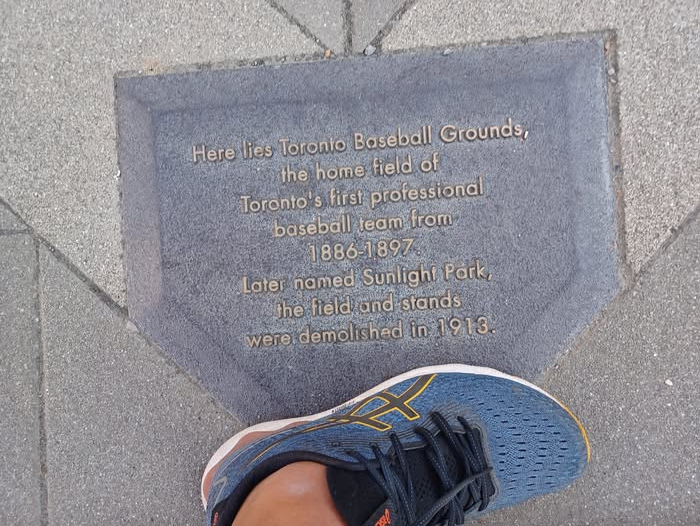 Here lies Toronto Baseball Grounds,
the home field of
Toronto's first professional
baseball team from
1886-1897.
Later named Sunlight Park,
the field and stands
were demolished in 1913.